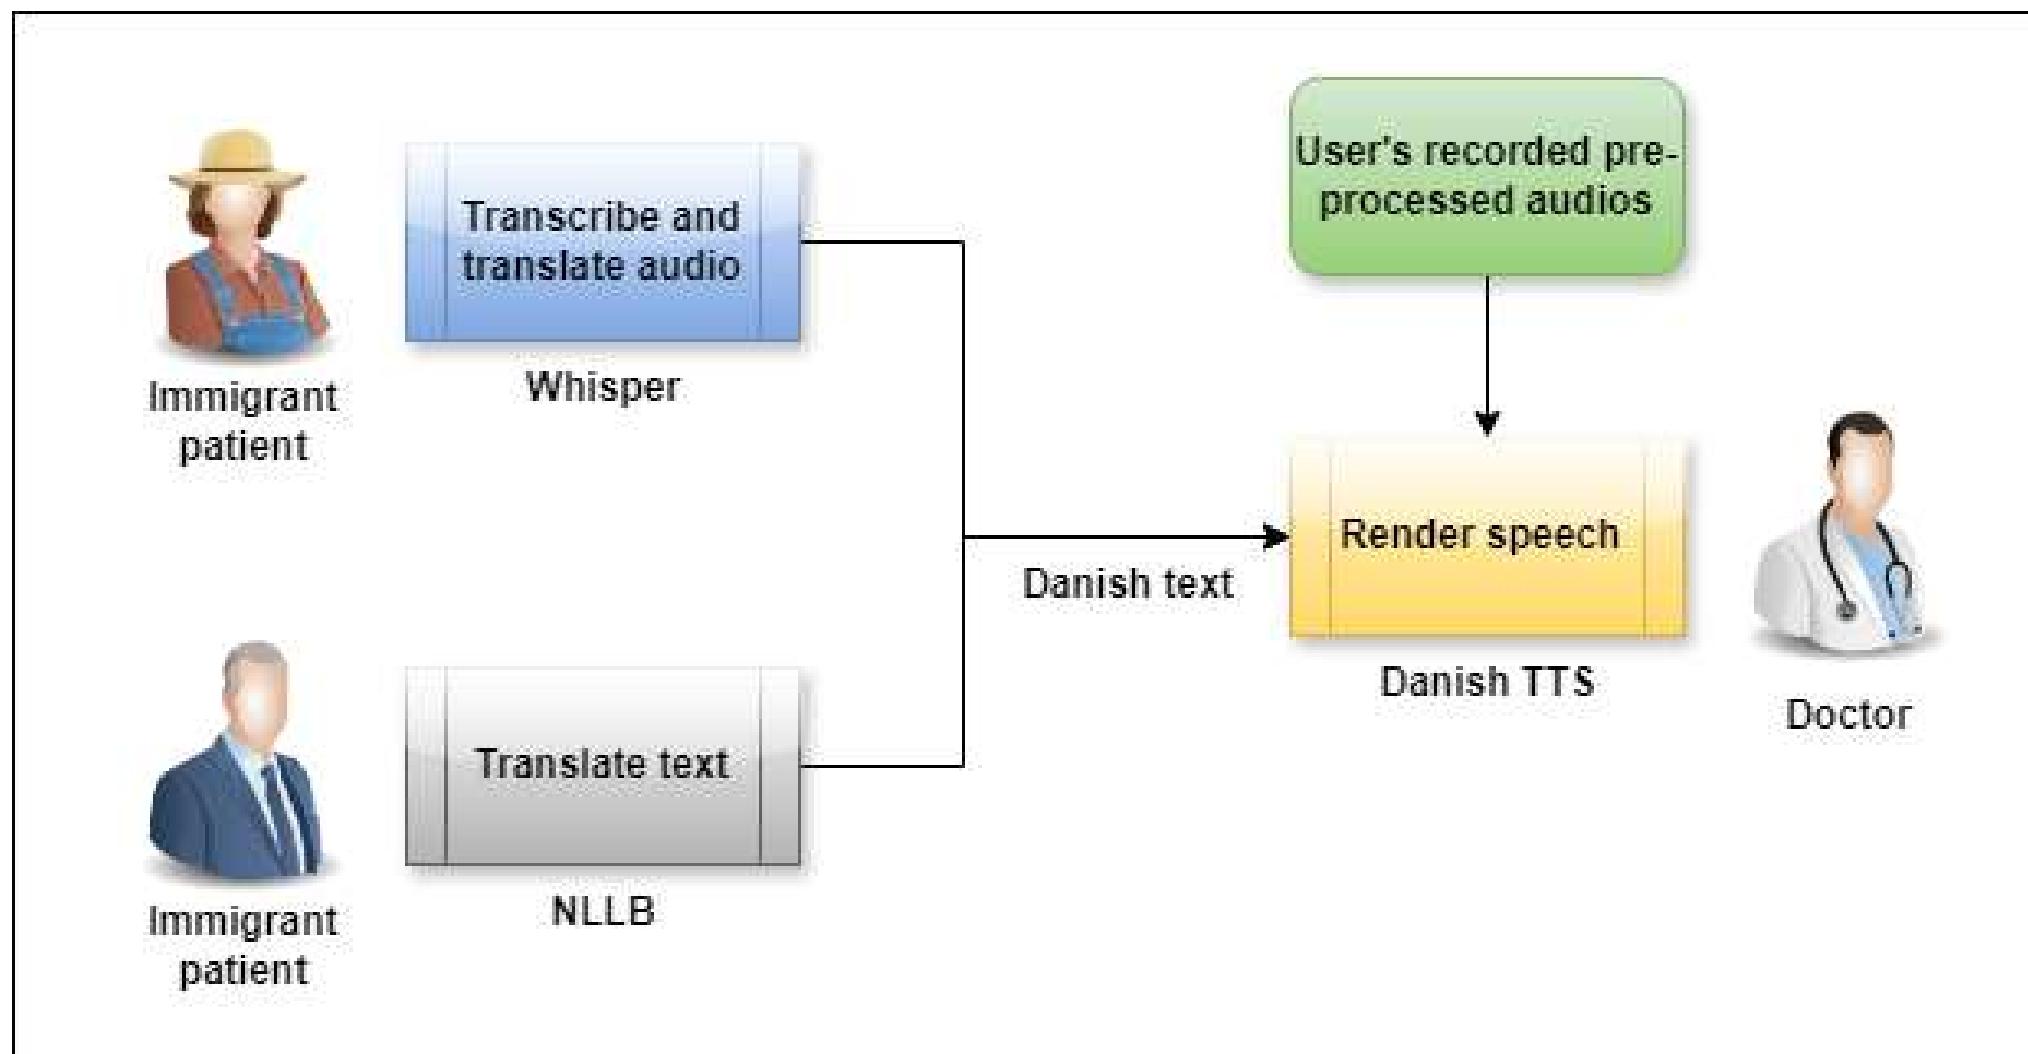 User's recorded pre-
processed audios
Transcribe and
translate audio
Whisper
Immigrant
patient
Render speech
Danish text
Danish TTS
Doctor
Translate text
NLLB
Immigrant
patient